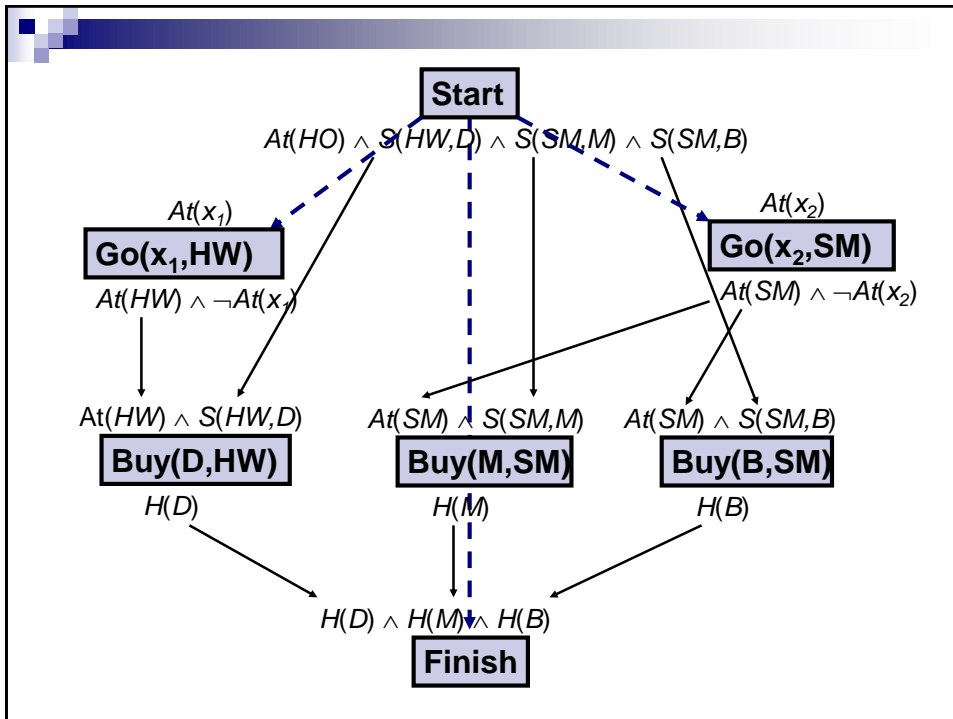 Start
At(HO) ∧ S(HW,D) ∧ S(SM,M) ∧ S(SM,B)
At(x₁)
At(x₂)
Go(x₁,HW)
Go(x₂,SM)
At(HW) ∧ ¬At(x₁)
At(SM) ∧ ¬At(x₂)
At(HW) ∧ S(HW,D)
At(SM) ∧ S(SM,M)
At(SM) ∧ S(SM,B)
Buy(D,HW)
Buy(M,SM)
Buy(B,SM)
H(D)
H(M)
H(B)
H(D) ∧ H(M) ∧ H(B)
Finish